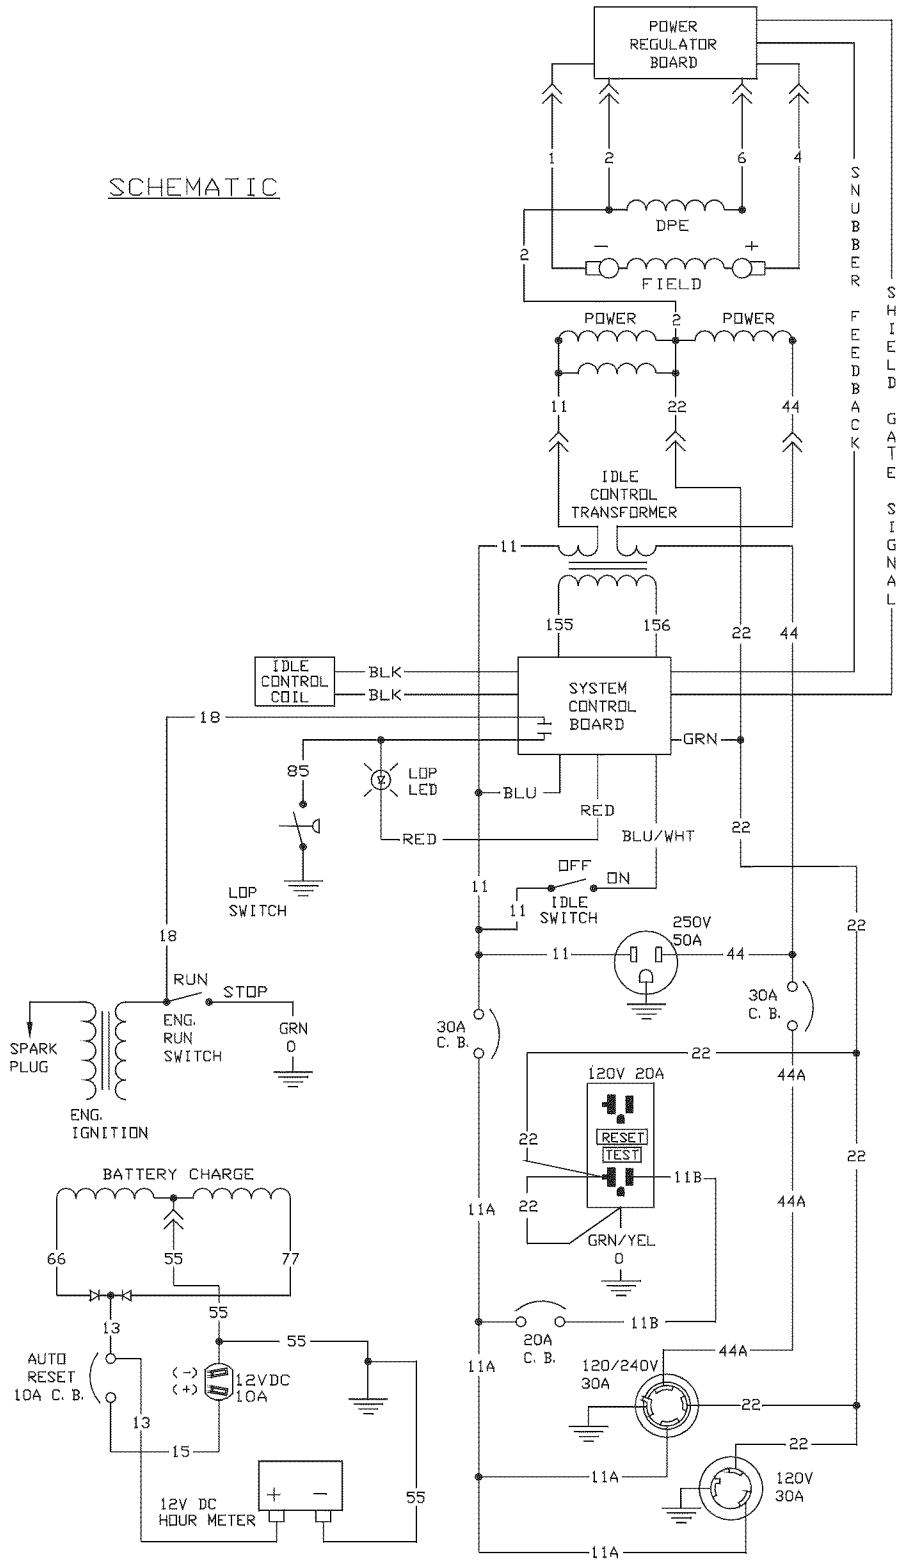 POWER
REGULATOR
BOARD
1
2
6
4
SCHEMATIC
DPE
2
-
+
FIELD
SNUBBER FEEDBACK
SHIELD GATE SIGNAL
POWER
2
POWER
11
22
44
IDLE
CONTROL
TRANSFORMER
11
155
156
22
44
IDLE
CONTROL
COIL
BLK
BLK
SYSTEM
CONTROL
BOARD
18
GRN
85
LOP
LED
BLU
RED
RED
BLU/WHT
22
LOP
SWITCH
OFF
ON
11
11
IDLE
SWITCH
250V
50A
22
18
11
44
RUN
STOP
30A
C. B.
30A
C. B.
GRN
0
ENG.
RUN
SWITCH
SPARK
PLUG
22
44A
120V 20A
ENG.
IGNITION
RESET
TEST
22
22
11B
BATTERY CHARGE
11A
22
44A
GRN/YEL
0
66
55
77
55
13
20A
C. B.
11B
55
11A
44A
AUTO
RESET
10A C. B.
(-)
(+)
12VDC
10A
120/240V
30A
22
13
15
22
11A
120V
30A
+
-
55
12V DC
HOUR METER
11A